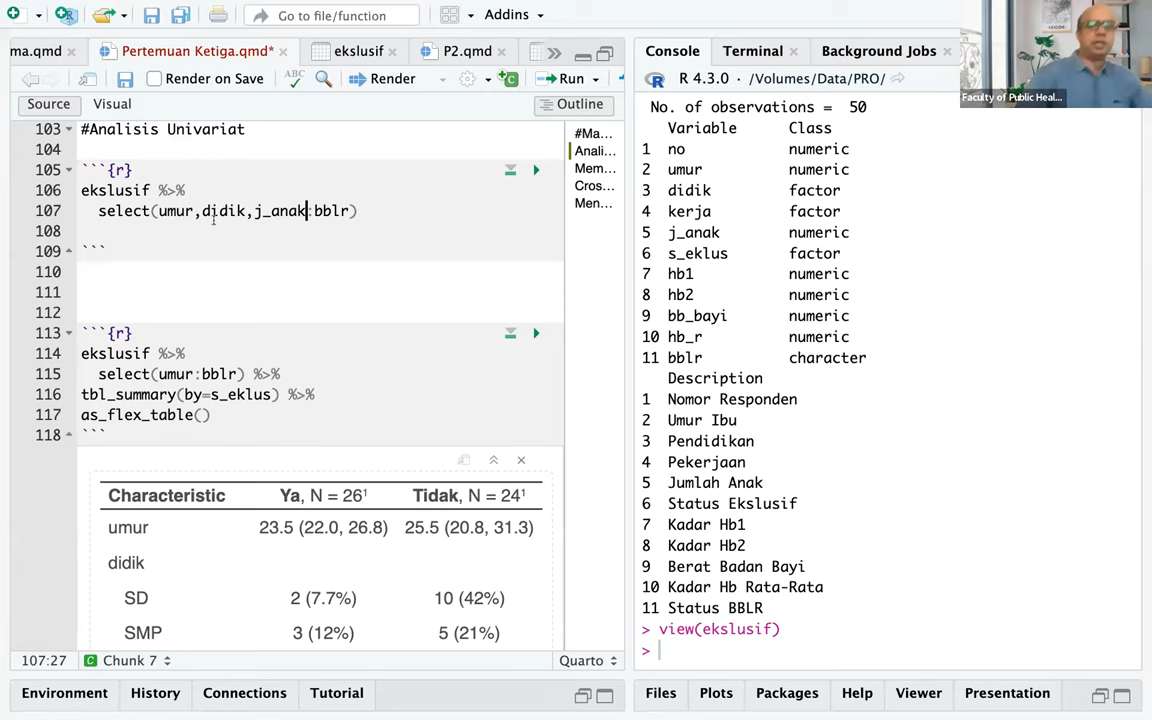 Go to file/function
Addins
ma.qmd
Pertemuan Ketiga.qmd*
ekslusif
P2.qmd
Render on Save
ABC
Render
Run
Source
Visual
Outline
103 #Analisis Univariat
104
105 ```{r}
106 ekslusif %>%
107 select(umur,didik,j_anak:bblr)
108
109 ```
110
111
112
113 ```{r}
114 ekslusif %>%
115 select(umur:bblr) %>%
116 tbl_summary(by=s_eklus) %>%
117 as_flex_table()
118 ```
#Ma...
Anali...
Mem...
Cros...
Men...
Characteristic Ya, N = 26¹ Tidak, N = 24¹
umur 23.5 (22.0, 26.8) 25.5 (20.8, 31.3)
didik
SD 2 (7.7%) 10 (42%)
SMP 3 (12%) 5 (21%)
107:27 C Chunk 7 Quarto
Environment History Connections Tutorial
Console Terminal Background Jobs
R R 4.3.0 · /Volumes/Data/PRO/
Faculty of Public Heal...
No. of observations = 50
Variable Class
1 no numeric
2 umur numeric
3 didik factor
4 kerja factor
5 j_anak numeric
6 s_eklus factor
7 hb1 numeric
8 hb2 numeric
9 bb_bayi numeric
10 hb_r numeric
11 bblr character
Description
1 Nomor Responden
2 Umur Ibu
3 Pendidikan
4 Pekerjaan
5 Jumlah Anak
6 Status Ekslusif
7 Kadar Hb1
8 Kadar Hb2
9 Berat Badan Bayi
10 Kadar Hb Rata-Rata
11 Status BBLR
> view(ekslusif)
>
Files Plots Packages Help Viewer Presentation